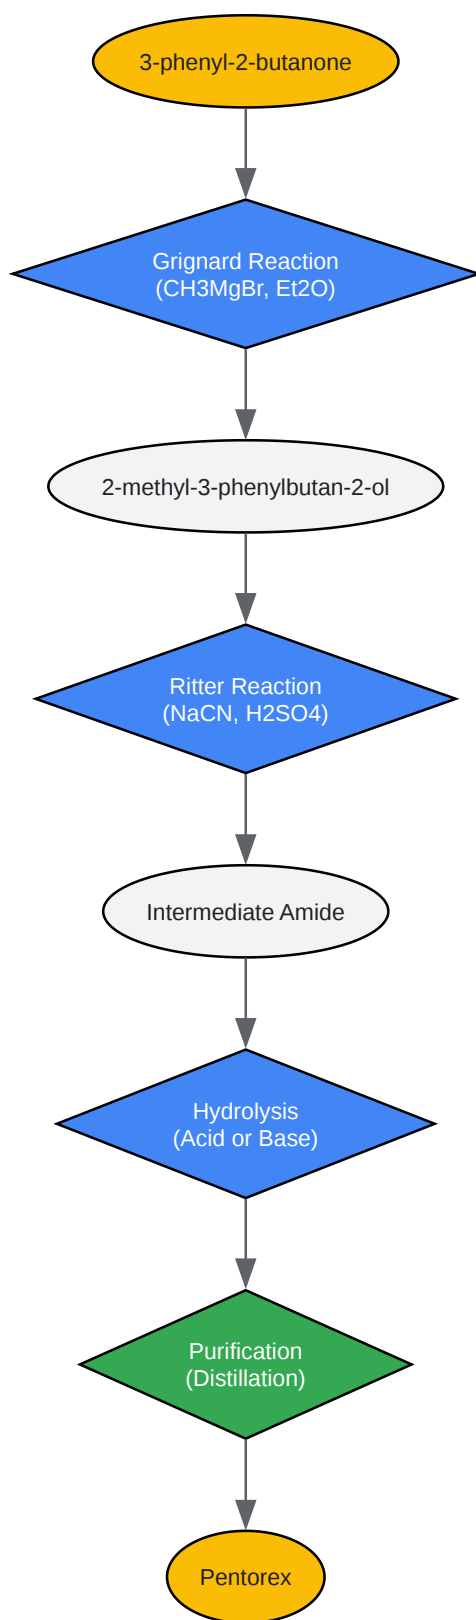 3-phenyl-2-butanone
Grignard Reaction
(CH3MgBr, Et2O)
2-methyl-3-phenylbutan-2-ol
Ritter Reaction
(NaCN, H2SO4)
Intermediate Amide
Hydrolysis
(Acid or Base)
Purification
(Distillation)
Pentorex